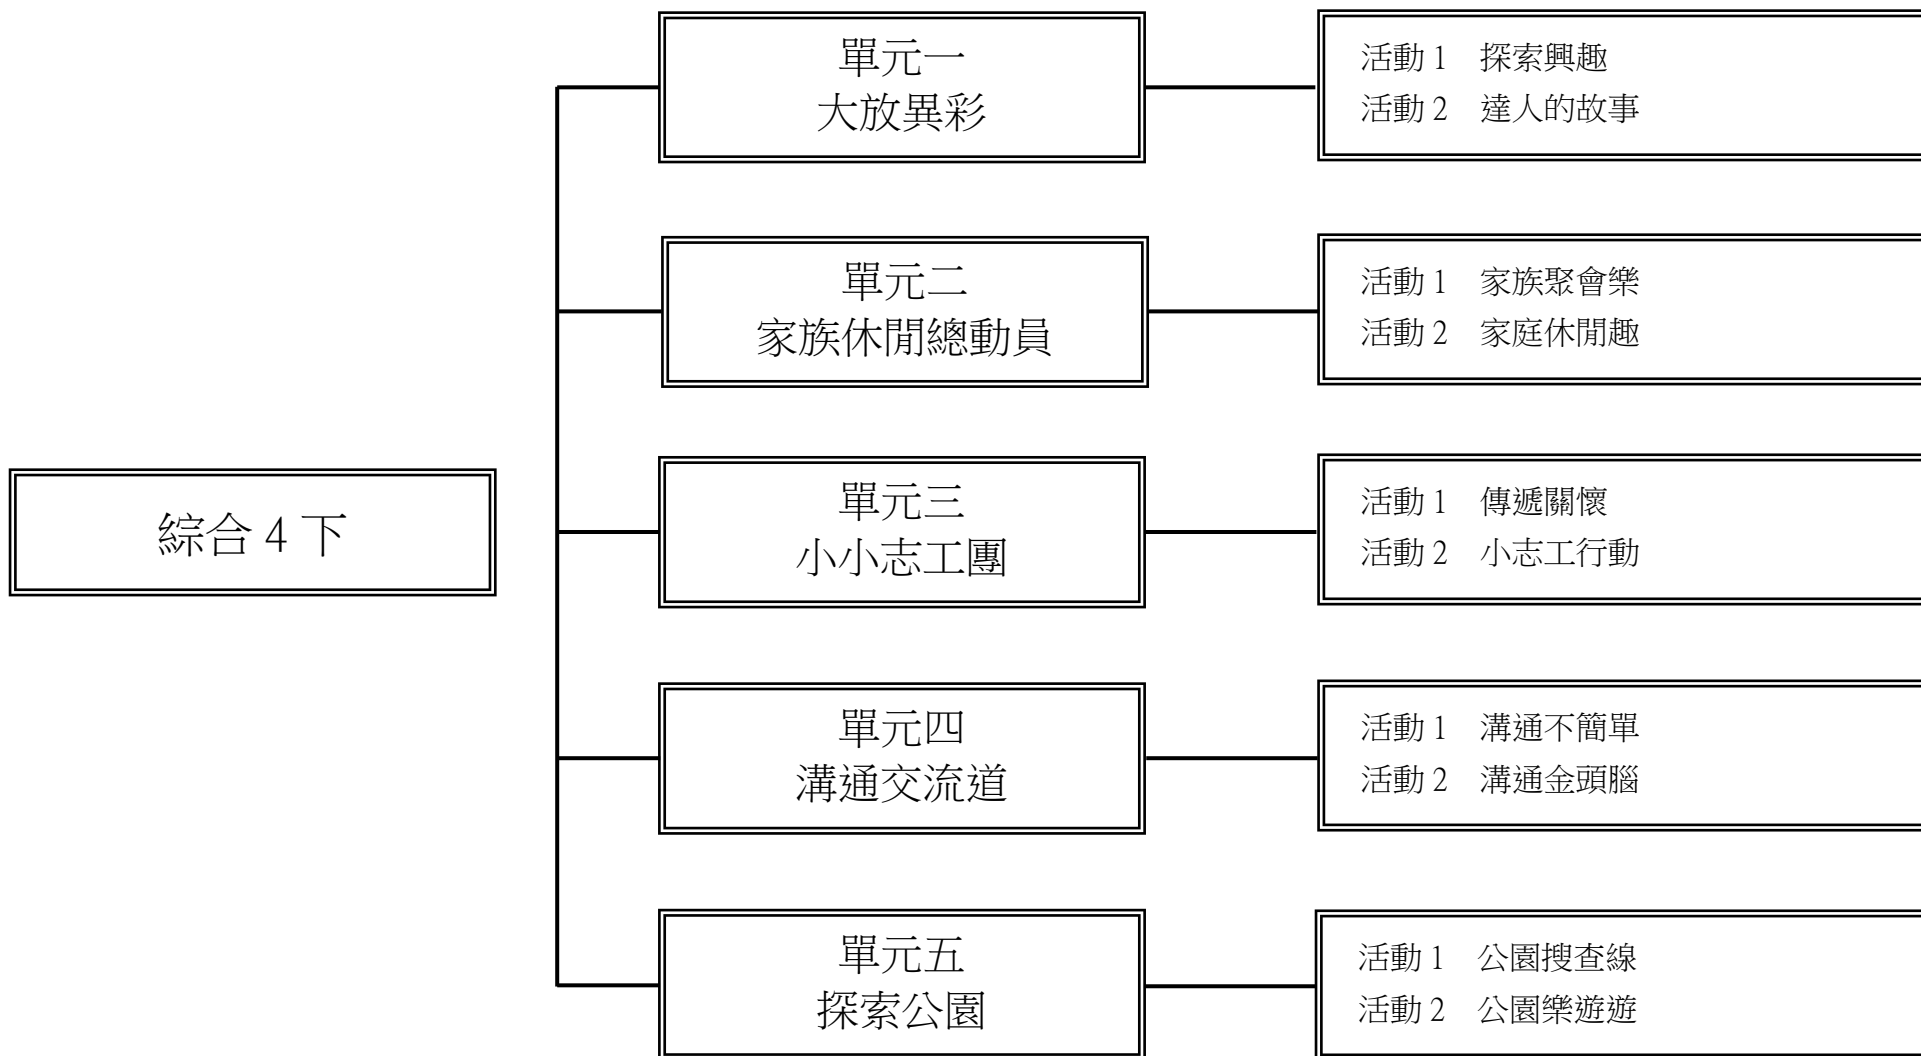 綜合 4 下
單元一
大放異彩
活動 1　探索興趣
活動 2　達人的故事
單元二
家族休閒總動員
活動 1　家族聚會樂
活動 2　家庭休閒趣
單元三
小小志工團
活動 1　傳遞關懷
活動 2　小志工行動
單元四
溝通交流道
活動 1　溝通不簡單
活動 2　溝通金頭腦
單元五
探索公園
活動 1　公園搜查線
活動 2　公園樂遊遊